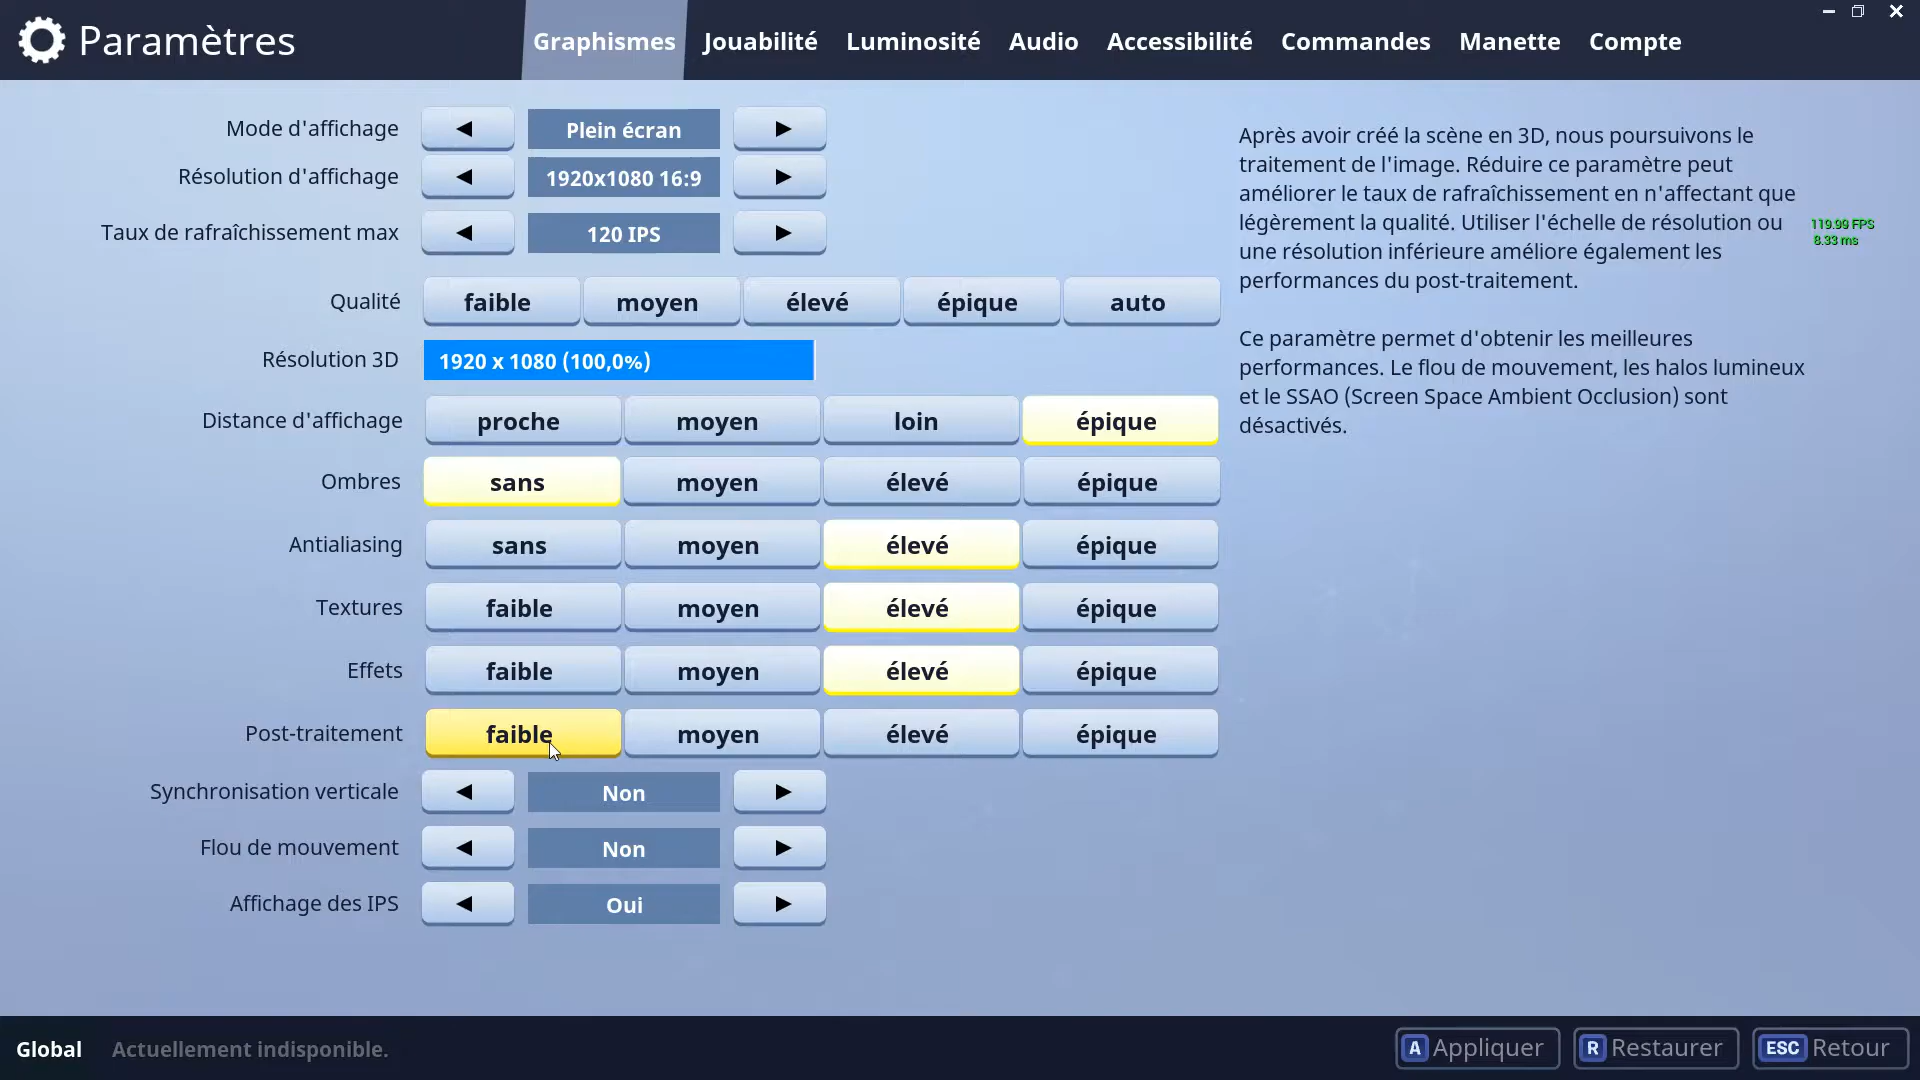 Paramètres
Graphismes Jouabilité Luminosité Audio Accessibilité Commandes Manette Compte
Mode d'affichage Plein écran
Résolution d'affichage 1920x1080 16:9
Taux de rafraîchissement max 120 IPS
Qualité faible moyen élevé épique auto
Résolution 3D 1920 x 1080 (100,0%)
Distance d'affichage proche moyen loin épique
Ombres sans moyen élevé épique
Antialiasing sans moyen élevé épique
Textures faible moyen élevé épique
Effets faible moyen élevé épique
Post-traitement faible moyen élevé épique
Synchronisation verticale Non
Flou de mouvement Non
Affichage des IPS Oui
Après avoir créé la scène en 3D, nous poursuivons le
traitement de l'image. Réduire ce paramètre peut
améliorer le taux de rafraîchissement en n'affectant que
légèrement la qualité. Utiliser l'échelle de résolution ou
une résolution inférieure améliore également les
performances du post-traitement.
Ce paramètre permet d'obtenir les meilleures
performances. Le flou de mouvement, les halos lumineux
et le SSAO (Screen Space Ambient Occlusion) sont
désactivés.
119.99 FPS
8.33 ms
Global Actuellement indisponible.
A Appliquer R Restaurer ESC Retour